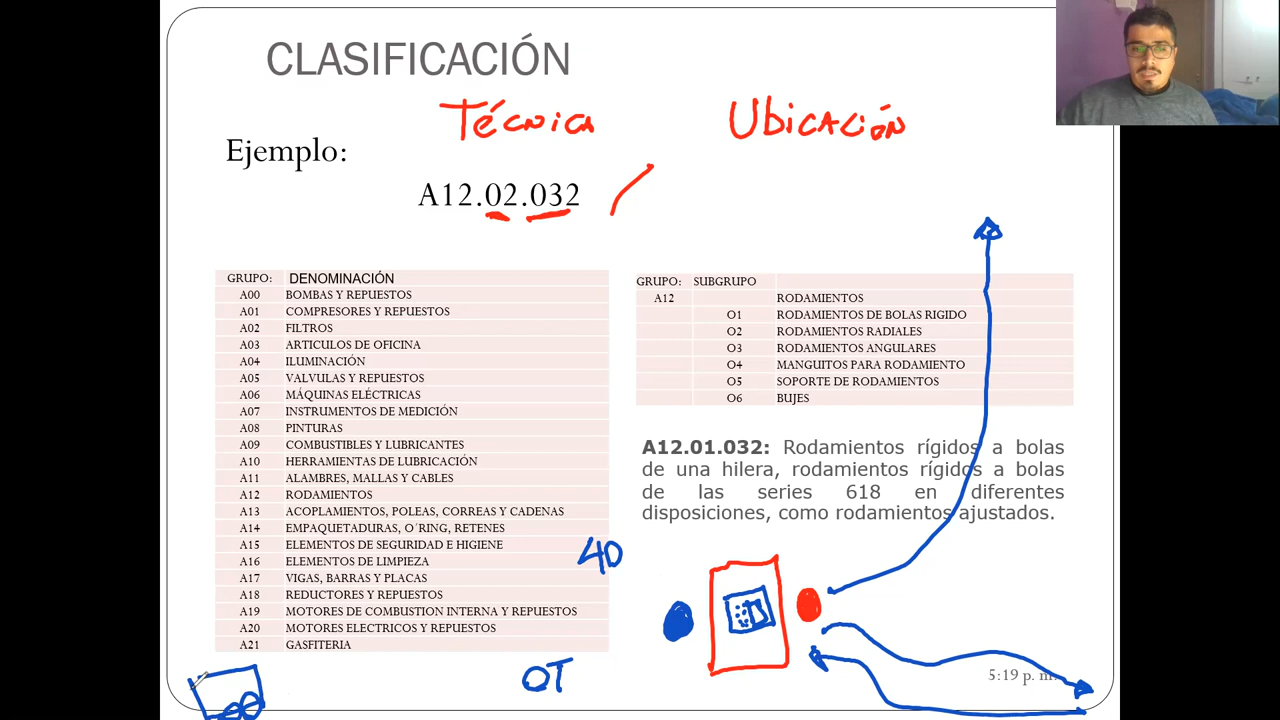 CLASIFICACIÓN
Técnica
Ubicación
Ejemplo:
A12.02.032
GRUPO: DENOMINACIÓN
A00 BOMBAS Y REPUESTOS
A01 COMPRESORES Y REPUESTOS
A02 FILTROS
A03 ARTICULOS DE OFICINA
A04 ILUMINACIÓN
A05 VALVULAS Y REPUESTOS
A06 MÁQUINAS ELÉCTRICAS
A07 INSTRUMENTOS DE MEDICIÓN
A08 PINTURAS
A09 COMBUSTIBLES Y LUBRICANTES
A10 HERRAMIENTAS DE LUBRICACIÓN
A11 ALAMBRES, MALLAS Y CABLES
A12 RODAMIENTOS
A13 ACOPLAMIENTOS, POLEAS, CORREAS Y CADENAS
A14 EMPAQUETADURAS, O´RING, RETENES
A15 ELEMENTOS DE SEGURIDAD E HIGIENE
A16 ELEMENTOS DE LIMPIEZA
A17 VIGAS, BARRAS Y PLACAS
A18 REDUCTORES Y REPUESTOS
A19 MOTORES DE COMBUSTION INTERNA Y REPUESTOS
A20 MOTORES ELECTRICOS Y REPUESTOS
A21 GASFITERIA
GRUPO: SUBGRUPO
A12 RODAMIENTOS
O1 RODAMIENTOS DE BOLAS RIGIDO
O2 RODAMIENTOS RADIALES
O3 RODAMIENTOS ANGULARES
O4 MANGUITOS PARA RODAMIENTO
O5 SOPORTE DE RODAMIENTOS
O6 BUJES
A12.01.032: Rodamientos rígidos a bolas
de una hilera, rodamientos rígidos a bolas
de las series 618 en diferentes
disposiciones, como rodamientos ajustados.
40
OT
5:19 p. m.